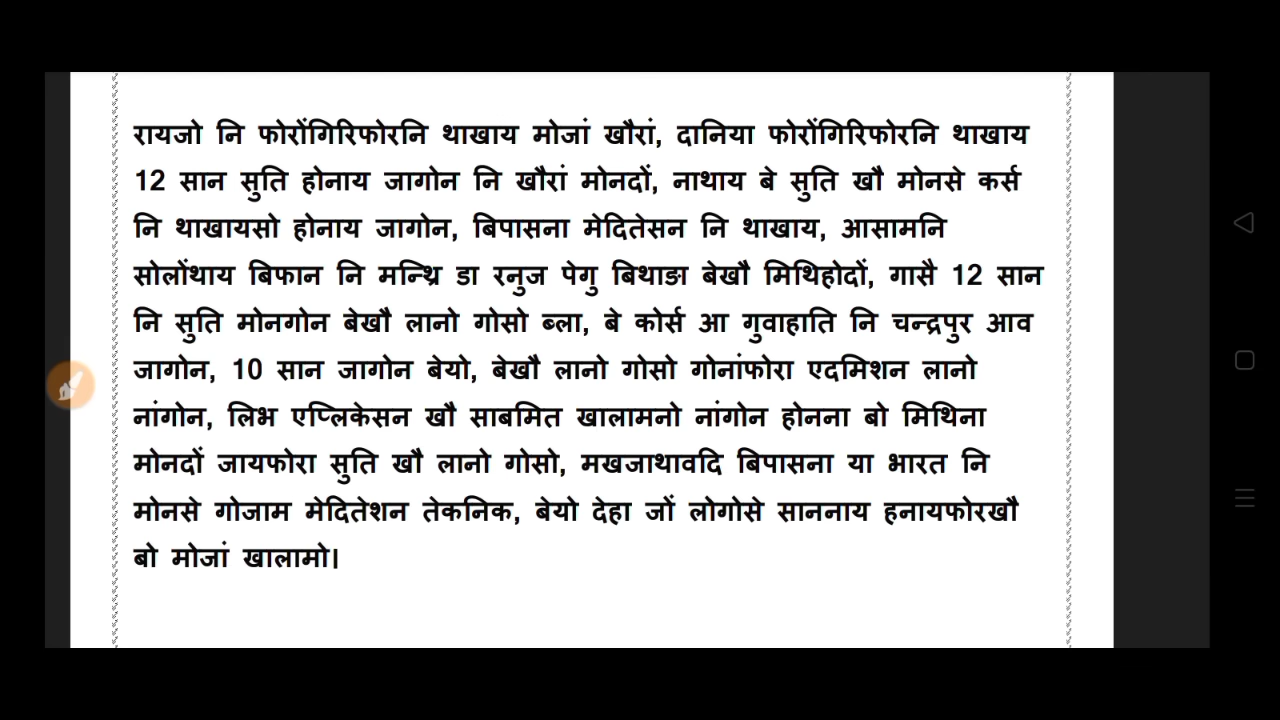 रायजो नि फोरोंगिरिफोरनि थाखाय मोजां खौरां, दानिया फोरोंगिरिफोरनि थाखाय
12 सान सुति होनाय जागोन नि खौरां मोनदों, नाथाय बे सुति खौ मोनसे कर्स
नि थाखायसो होनाय जागोन, बिपासना मेदितेसन नि थाखाय, आसामनि
सोलोंथाय बिफान नि मन्थ्रि डा रनुज पेगु बिथाङा बेखौ मिथिहोदों, गासै 12 सान
नि सुति मोनगोन बेखौ लानो गोसो ब्ला, बे कोर्स आ गुवाहाति नि चन्द्रपुर आव
जागोन, 10 सान जागोन बेयो, बेखौ लानो गोसो गोनांफोरा एदमिशन लानो
नांगोन, लिभ एप्लिकेसन खौ साबमित खालामनो नांगोन होनना बो मिथिना
मोनदों जायफोरा सुति खौ लानो गोसो, मखजाथावदि बिपासना या भारत नि
मोनसे गोजाम मेदितेशन तेकनिक, बेयो देहा जों लोगोसे साननाय हनायफोरखौ
बो मोजां खालामो।